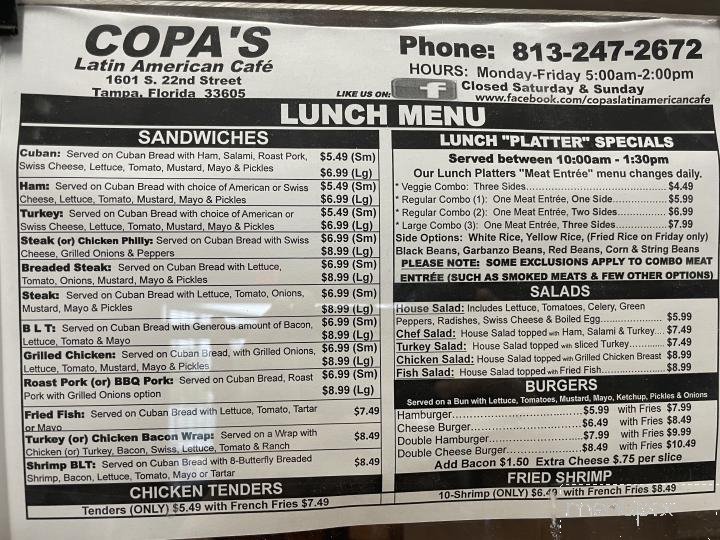 COPA'S
Latin American Café
1601 S. 22nd Street
Tampa, Florida 33605
Phone: 813-247-2672
HOURS: Monday-Friday 5:00am-2:00pm
LIKE US ON: f Closed Saturday & Sunday
www.facebook.com/copaslatinamericancafe
LUNCH MENU
SANDWICHES
Cuban: Served on Cuban Bread with Ham, Salami, Roast Pork, $5.49 (Sm)
Swiss Cheese, Lettuce, Tomato, Mustard, Mayo & Pickles $6.99 (Lg)
Ham: Served on Cuban Bread with choice of American or Swiss $5.49 (Sm)
Cheese, Lettuce, Tomato, Mustard, Mayo & Pickles $6.99 (Lg)
Turkey: Served on Cuban Bread with choice of American or $5.49 (Sm)
Swiss Cheese, Lettuce, Tomato, Mustard, Mayo & Pickles $6.99 (Lg)
Steak (or) Chicken Philly: Served on Cuban Bread with Swiss $6.99 (Sm)
Cheese, Grilled Onions & Peppers $8.99 (Lg)
Breaded Steak: Served on Cuban Bread with Lettuce, $6.99 (Sm)
Tomato, Onions, Mustard, Mayo & Pickles $8.99 (Lg)
Steak: Served on Cuban Bread with Lettuce, Tomato, Onions, $6.99 (Sm)
Mustard, Mayo & Pickles $8.99 (Lg)
B L T: Served on Cuban Bread with Generous amount of Bacon, $6.99 (Sm)
Lettuce, Tomato & Mayo $8.99 (Lg)
Grilled Chicken: Served on Cuban Bread, with Grilled Onions, $6.99 (Sm)
Lettuce, Tomato, Mustard, Mayo & Pickles $8.99 (Lg)
Roast Pork (or) BBQ Pork: Served on Cuban Bread, Roast $6.99 (Sm)
Pork with Grilled Onions option $8.99 (Lg)
Fried Fish: Served on Cuban Bread with Lettuce, Tomato, Tartar $7.49
or Mayo
Turkey (or) Chicken Bacon Wrap: Served on a Wrap with $8.49
Chicken (or) Turkey, Bacon, Swiss, Lettuce, Tomato & Ranch
Shrimp BLT: Served on Cuban Bread with 8-Butterfly Breaded $8.49
Shrimp, Bacon, Lettuce, Tomato, Mayo or Tartar
CHICKEN TENDERS
Tenders (ONLY) $5.49 with French Fries $7.49
LUNCH "PLATTER" SPECIALS
Served between 10:00am - 1:30pm
Our Lunch Platters "Meat Entrée" menu changes daily.
* Veggie Combo: Three Sides....................$4.49
* Regular Combo (1): One Meat Entrée, One Side..........$5.99
* Regular Combo (2): One Meat Entrée, Two Sides..........$6.99
* Large Combo (3): One Meat Entrée, Three Sides..........$7.99
Side Options: White Rice, Yellow Rice, (Fried Rice on Friday only)
Black Beans, Garbanzo Beans, Red Beans, Corn & String Beans
PLEASE NOTE: SOME EXCLUSIONS APPLY TO COMBO MEAT
ENTRÉE (SUCH AS SMOKED MEATS & FEW OTHER OPTIONS)
SALADS
House Salad: Includes Lettuce, Tomatoes, Celery, Green
Peppers, Radishes, Swiss Cheese & Boiled Egg..........$5.99
Chef Salad: House Salad topped with Ham, Salami & Turkey....$7.49
Turkey Salad: House Salad topped with sliced Turkey..........$7.49
Chicken Salad: House Salad topped with Grilled Chicken Breast $8.99
Fish Salad: House Salad topped with Fried Fish..........$8.99
BURGERS
Served on a Bun with Lettuce, Tomatoes, Mustard, Mayo, Ketchup, Pickles & Onions
Hamburger....................$5.99 with Fries $7.99
Cheese Burger....................$6.49 with Fries $8.49
Double Hamburger....................$7.99 with Fries $9.99
Double Cheese Burger....................$8.49 with Fries $10.49
Add Bacon $1.50 Extra Cheese $.75 per slice
FRIED SHRIMP
10-Shrimp (ONLY) $6.49 with French Fries $8.49
menupix